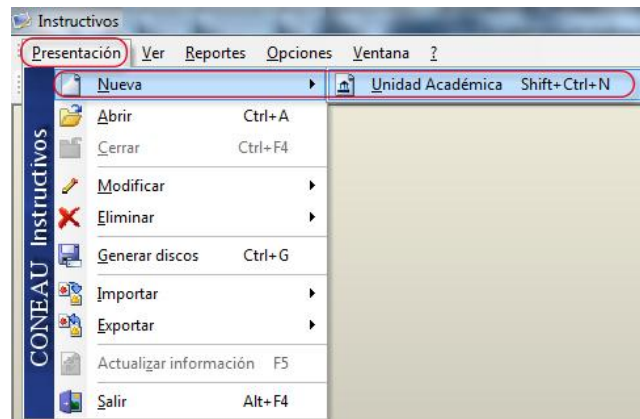 Instructivos
Presentación Ver Reportes Opciones Ventana ?
Nueva
Unidad Académica Shift+Ctrl+N
Abrir Ctrl+A
Cerrar Ctrl+F4
Modificar
Eliminar
Generar discos Ctrl+G
Importar
Exportar
Actualizar información F5
Salir Alt+F4
CONEAU Instructivos